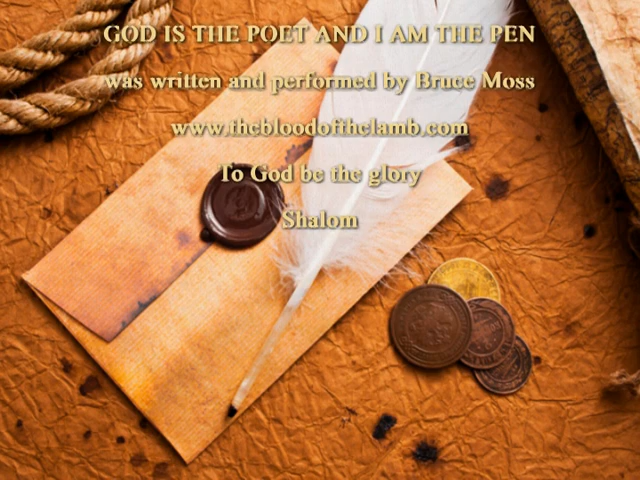 GOD IS THE POET AND I AM THE PEN
was written and performed by Bruce Moss
www.thebloodofthelamb.com
To God be the glory
Shalom